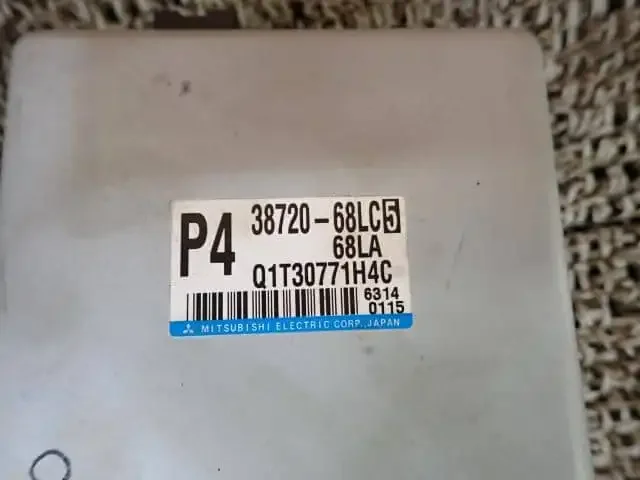 P4
38720-68LC5
68LA
Q1T30771H4C
6314
0115
MITSUBISHI ELECTRIC CORP., JAPAN